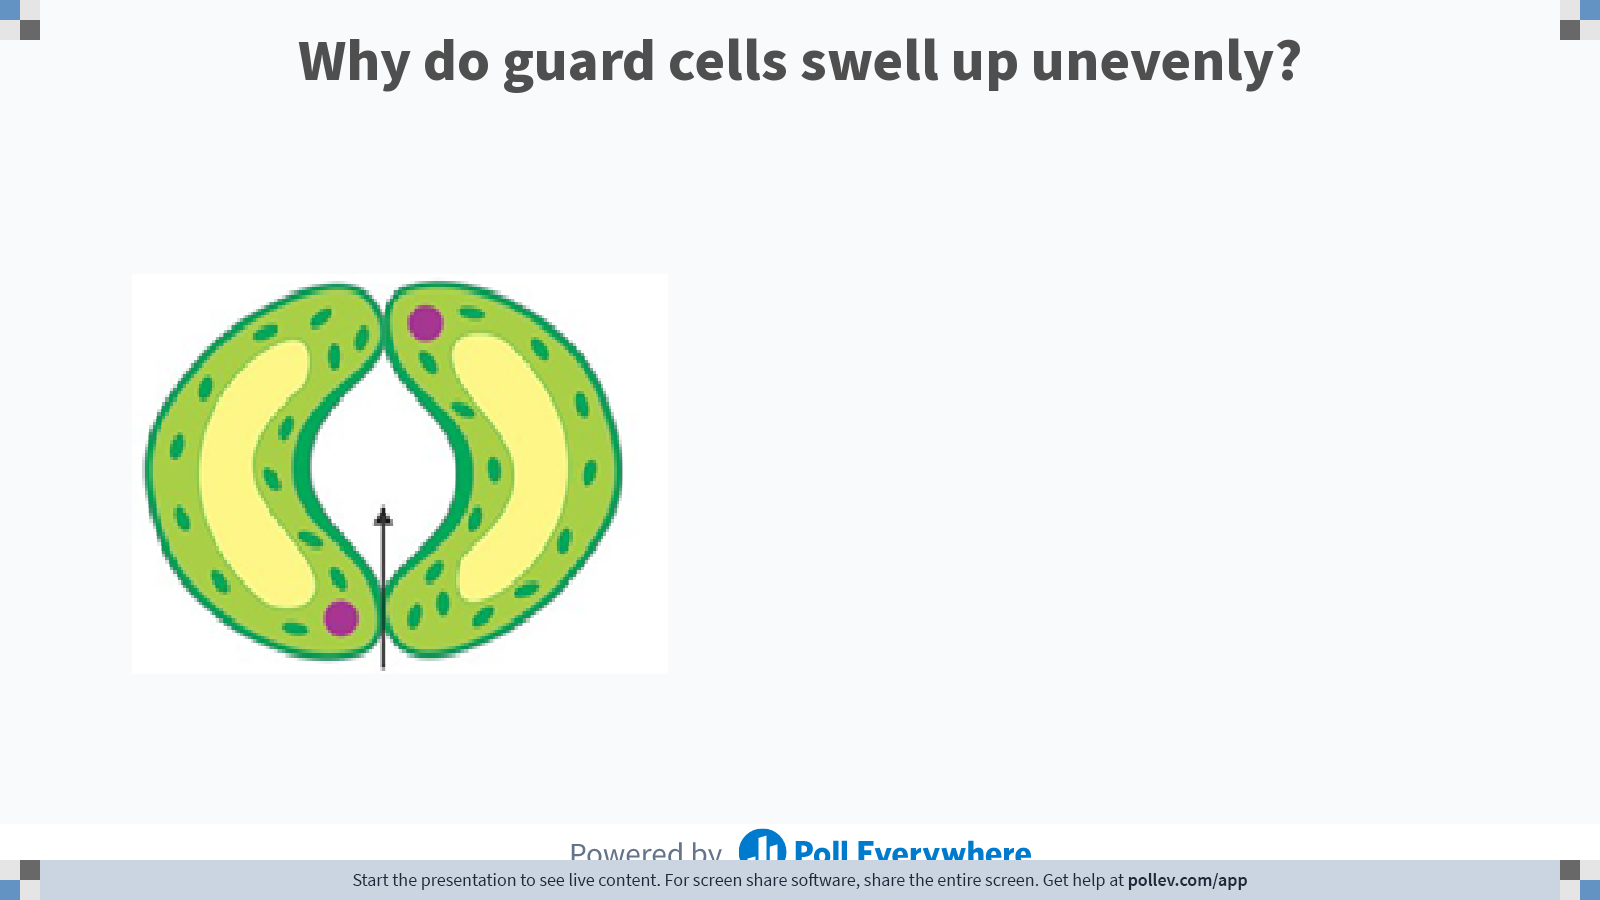 Why do guard cells swell up unevenly?
Powered by Poll Everywhere
Start the presentation to see live content. For screen share software, share the entire screen. Get help at pollev.com/app